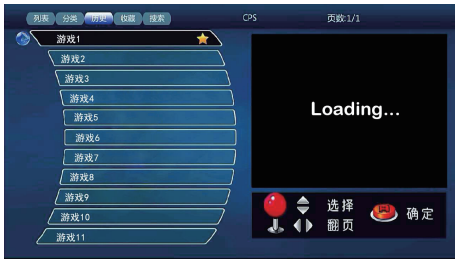 列表 分类 历史 收藏 搜索 CPS 页数:1/1
游戏1
游戏2
游戏3
游戏4
游戏5
游戏6
游戏7
游戏8
游戏9
游戏10
游戏11
Loading...
选择
翻页
确定